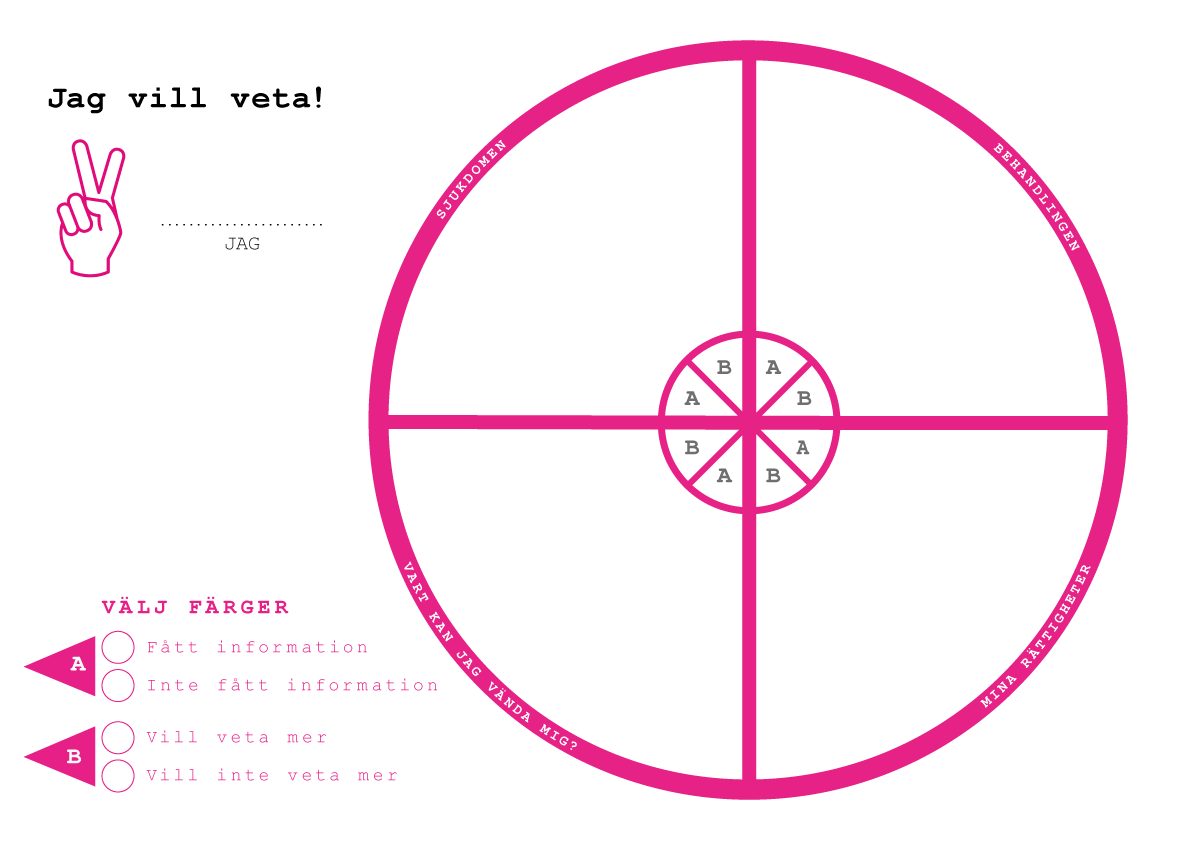 Jag vill veta!
......................
JAG
SJUKDOMEN
BEHANDLINGEN
B A
A B
B A
A B
VART KAN JAG VÄNDA MIG?
MINA RÄTTIGHETER
VÄLJ FÄRGER
A
Fått information
Inte fått information
B
Vill veta mer
Vill inte veta mer